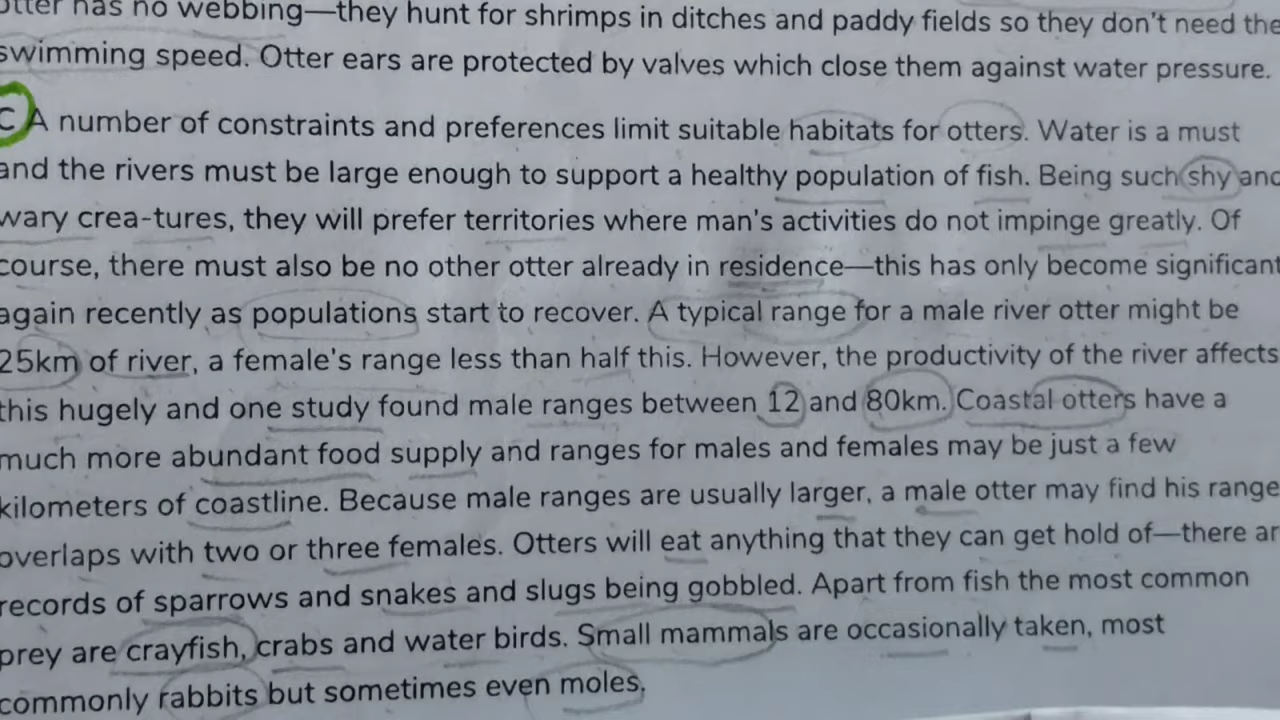 otter has no webbing—they hunt for shrimps in ditches and paddy fields so they don't need the
swimming speed. Otter ears are protected by valves which close them against water pressure.
C A number of constraints and preferences limit suitable habitats for otters. Water is a must
and the rivers must be large enough to support a healthy population of fish. Being such shy and
wary crea-tures, they will prefer territories where man's activities do not impinge greatly. Of
course, there must also be no other otter already in residence—this has only become significant
again recently as populations start to recover. A typical range for a male river otter might be
25km of river, a female's range less than half this. However, the productivity of the river affects
this hugely and one study found male ranges between 12 and 80km. Coastal otters have a
much more abundant food supply and ranges for males and females may be just a few
kilometers of coastline. Because male ranges are usually larger, a male otter may find his range
overlaps with two or three females. Otters will eat anything that they can get hold of—there ar
records of sparrows and snakes and slugs being gobbled. Apart from fish the most common
prey are crayfish, crabs and water birds. Small mammals are occasionally taken, most
commonly rabbits but sometimes even moles.